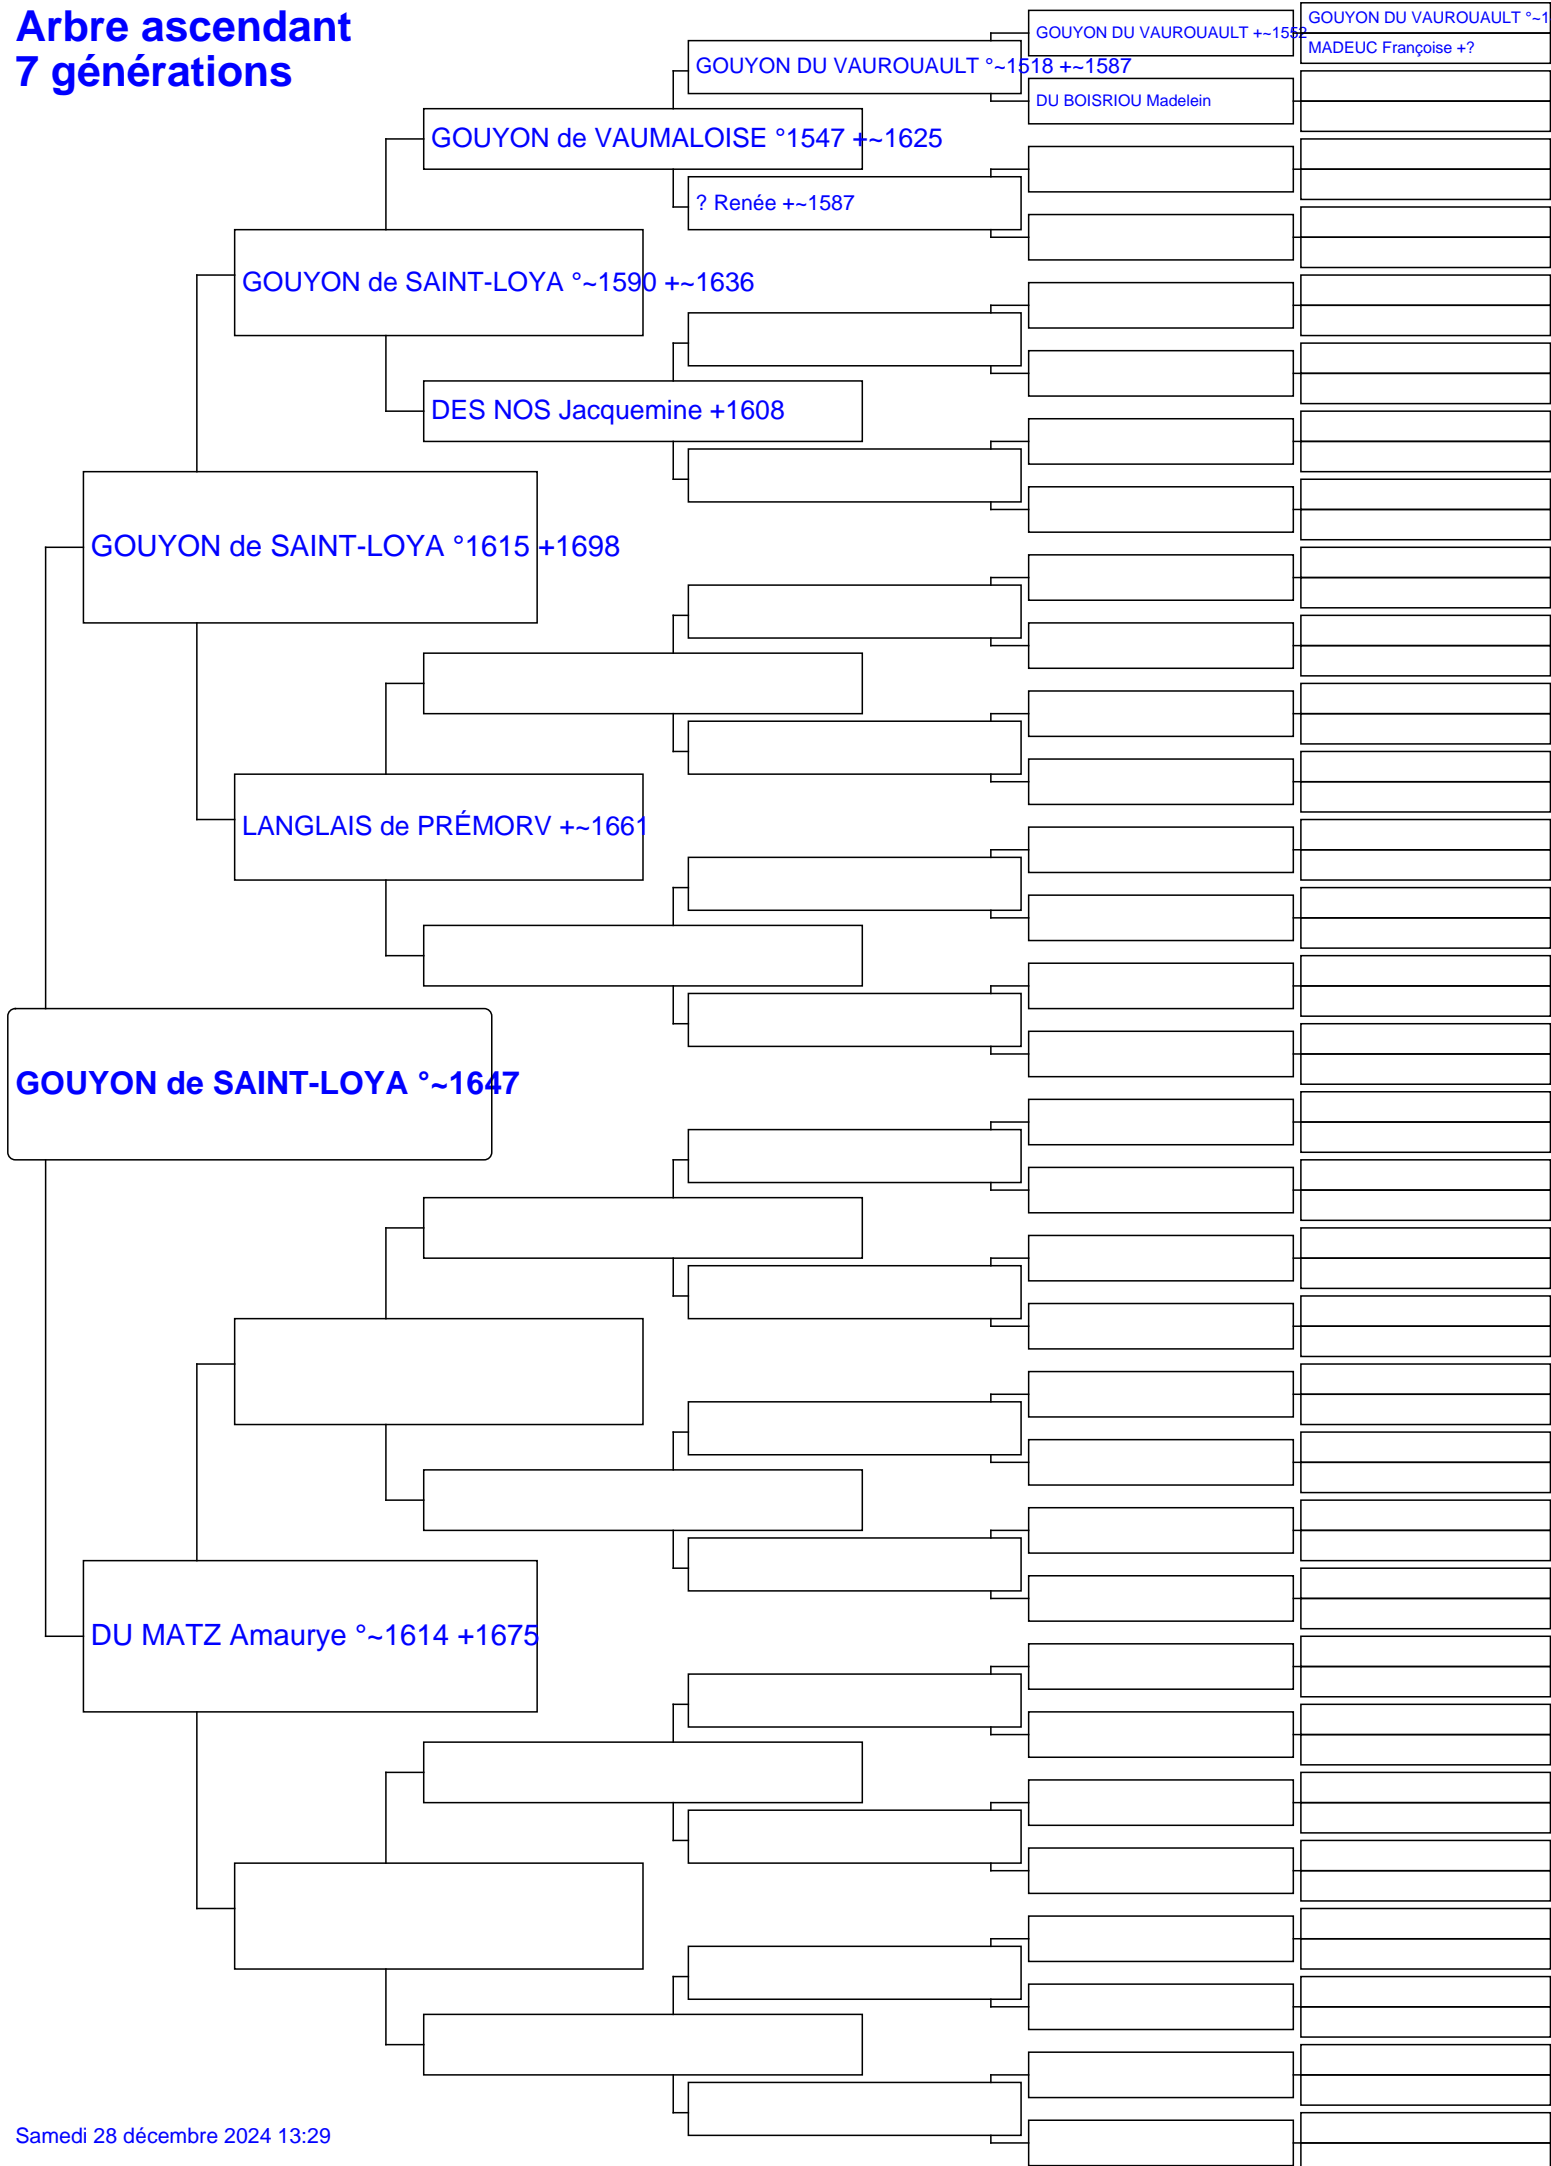 Arbre ascendant
7 générations
GOUYON DU VAUROUAULT °~1
MADEUC Françoise +?
GOUYON DU VAUROUAULT +~1552
GOUYON DU VAUROUAULT °~1518 +~1587
DU BOISRIOU Madelein
GOUYON de VAUMALOISE °1547 +~1625
? Renée +~1587
GOUYON de SAINT-LOYA °~1590 +~1636
DES NOS Jacquemine +1608
GOUYON de SAINT-LOYA °1615 +1698
LANGLAIS de PRÉMORV +~1661
GOUYON de SAINT-LOYA °~1647
DU MATZ Amaurye °~1614 +1675
Samedi 28 décembre 2024 13:29